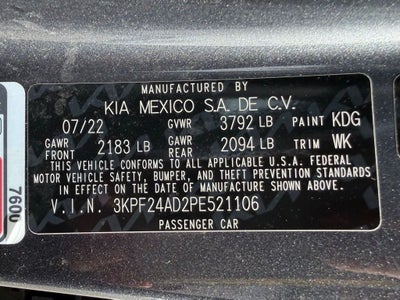 MANUFACTURED BY
KIA MEXICO S.A. DE C.V.
07/22 GVWR 3792 LB PAINT KDG
GAWR FRONT 2183 LB GAWR REAR 2094 LB TRIM WK
THIS VEHICLE CONFORMS TO ALL APPLICABLE U.S.A. FEDERAL
MOTOR VEHICLE SAFETY, BUMPER, AND THEFT PREVENTION STANDARDS
IN EFFECT ON THE DATE OF MANUFACTURE SHOWN ABOVE.
V.I.N. 3KPF24AD2PE521106
PASSENGER CAR
7600